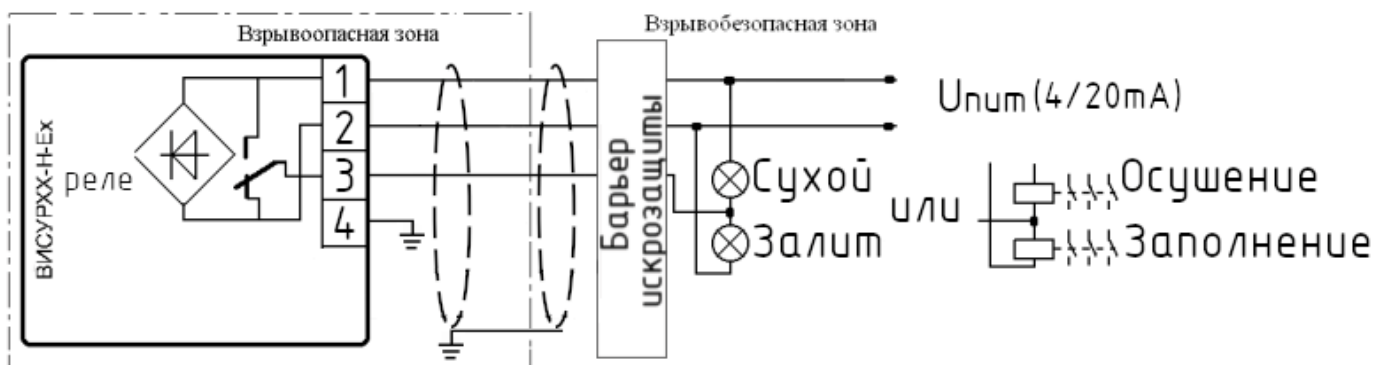 Взрывоопасная зона
Взрывобезопасная зона
ВИСУРХХ-Н-Ех
реле
1
2
3
4
Барьер
искрозащиты
Uпит (4/20mA)
Сухой
Залит
или
Осушение
Заполнение